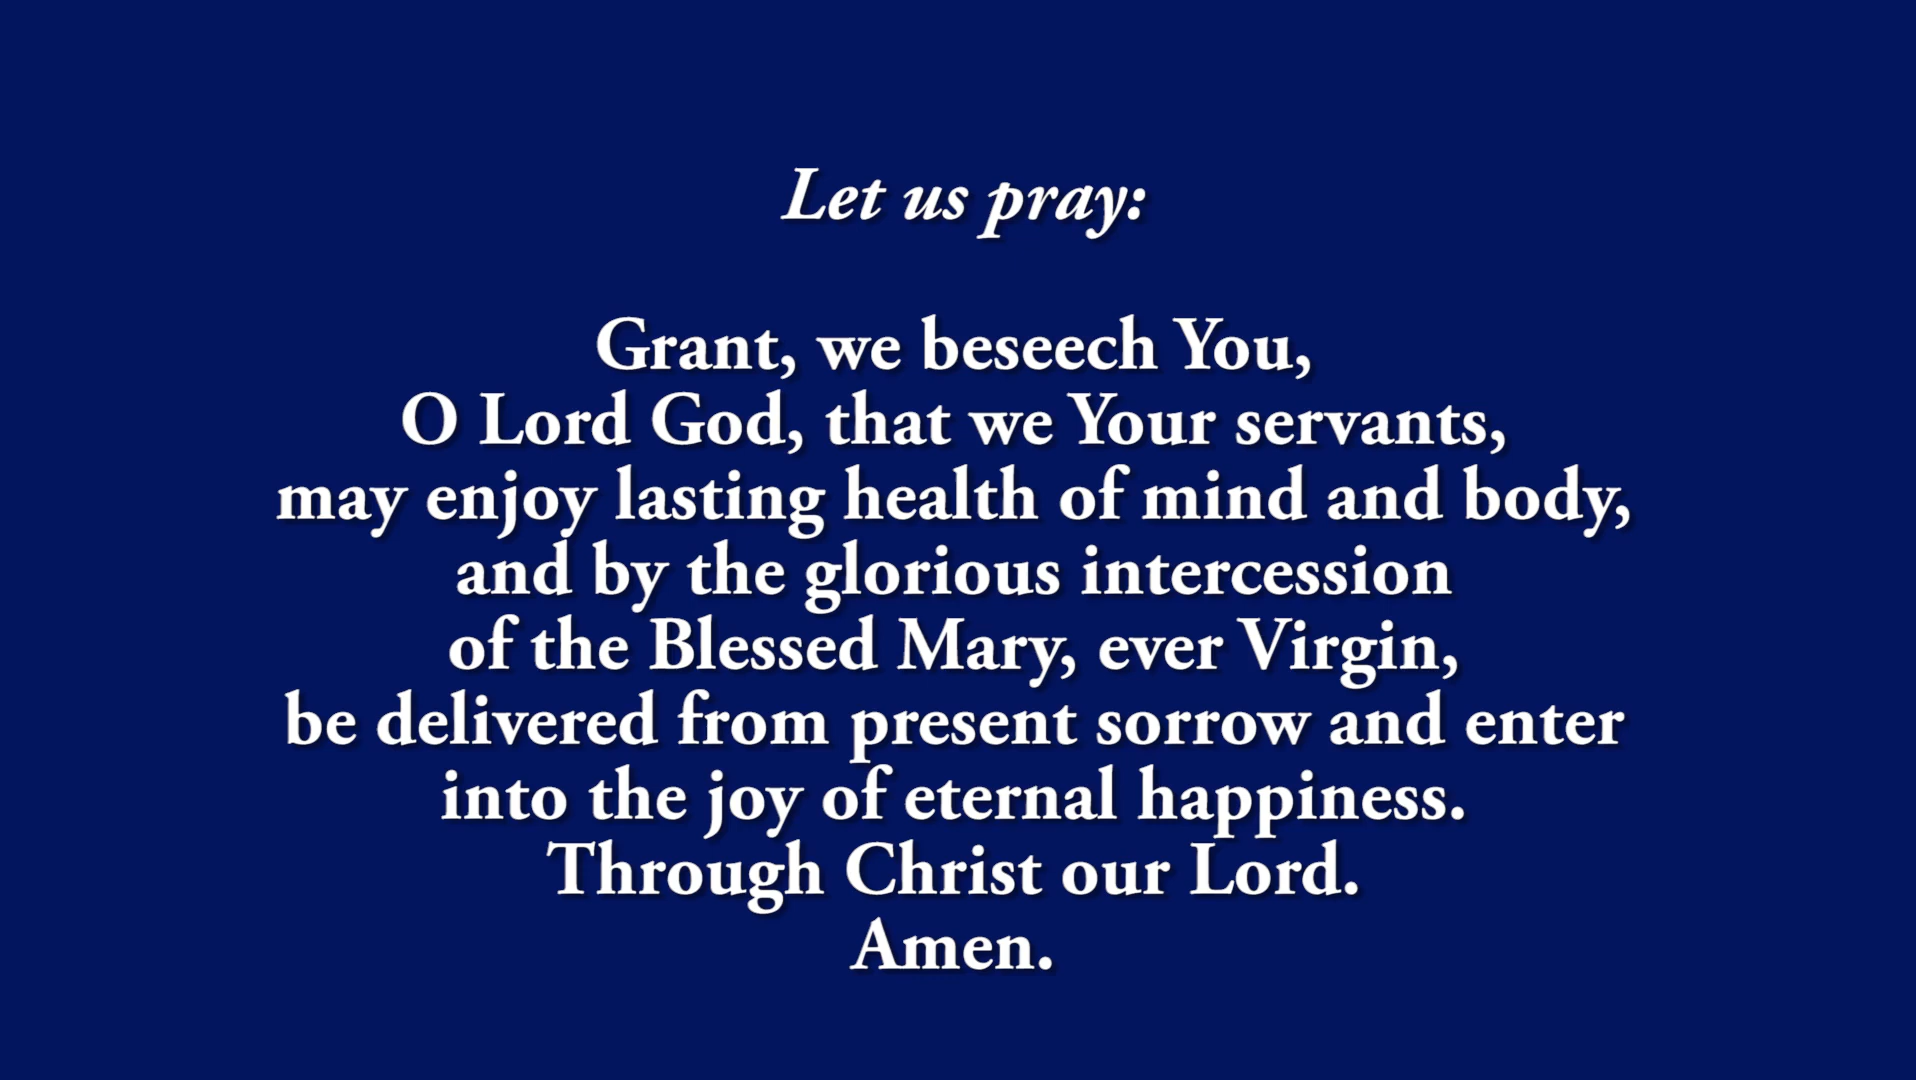 Let us pray:
Grant, we beseech You,
O Lord God, that we Your servants,
may enjoy lasting health of mind and body,
and by the glorious intercession
of the Blessed Mary, ever Virgin,
be delivered from present sorrow and enter
into the joy of eternal happiness.
Through Christ our Lord.
Amen.